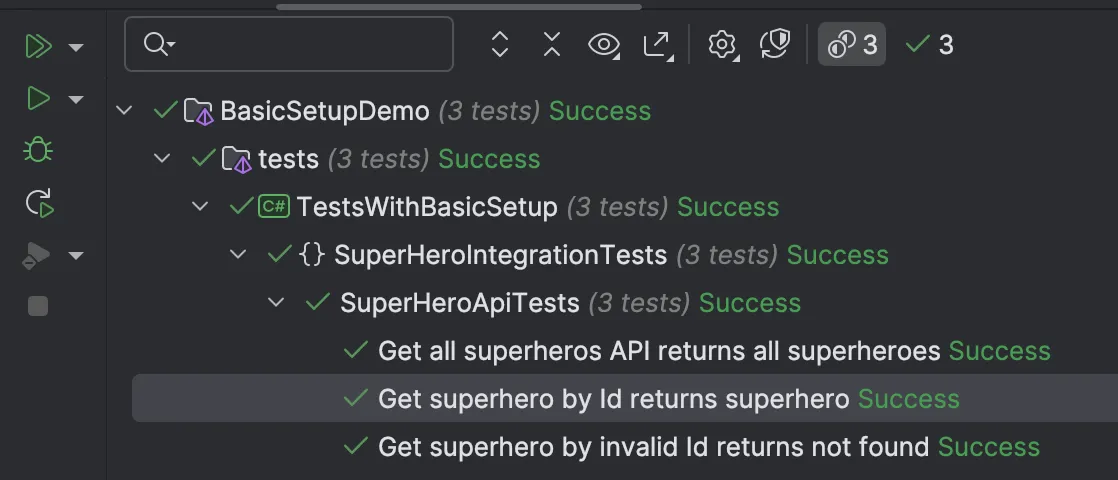 3 3
BasicSetupDemo (3 tests) Success
tests (3 tests) Success
C# TestsWithBasicSetup (3 tests) Success
{} SuperHeroIntegrationTests (3 tests) Success
SuperHeroApiTests (3 tests) Success
Get all superheros API returns all superheroes Success
Get superhero by Id returns superhero Success
Get superhero by invalid Id returns not found Success